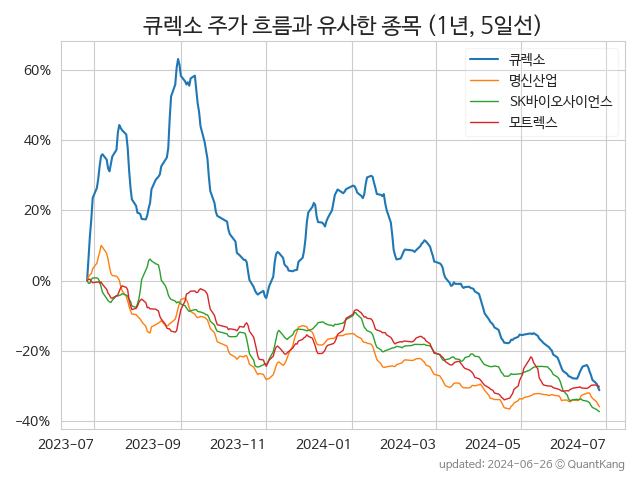 큐렉소 주가 흐름과 유사한 종목 (1년, 5일선)
60%
40%
20%
0%
−20%
−40%
큐렉소
명신산업
SK바이오사이언스
모트렉스
2023-07
2023-09
2023-11
2024-01
2024-03
2024-05
2024-07
updated: 2024-06-26 © QuantKang